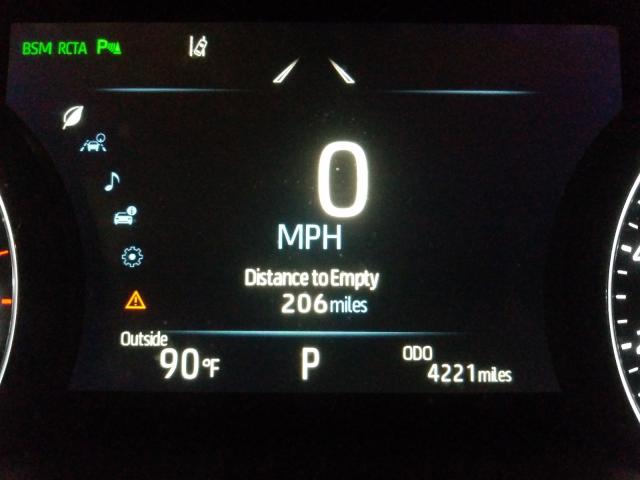 BSM RCTA P
0
MPH
Distance to Empty
206 miles
Outside
90°F
P
ODO
4221 miles